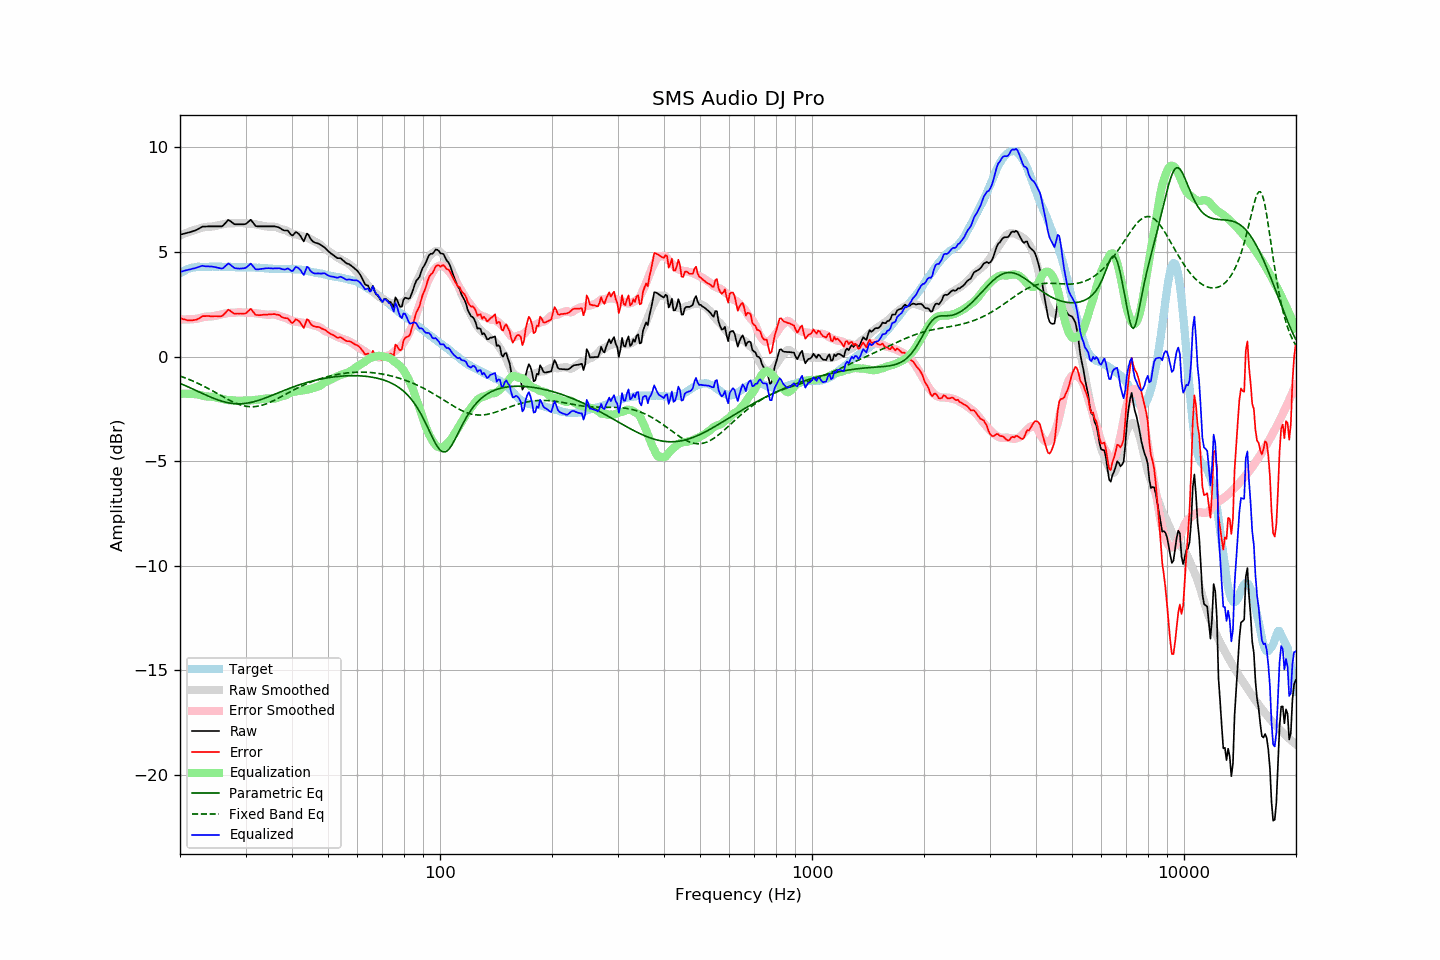 SMS Audio DJ Pro
Amplitude (dBr)
10
5
0
−5
−10
−15
−20
Target
Raw Smoothed
Error Smoothed
Raw
Error
Equalization
Parametric Eq
Fixed Band Eq
Equalized
100
1000
10000
Frequency (Hz)